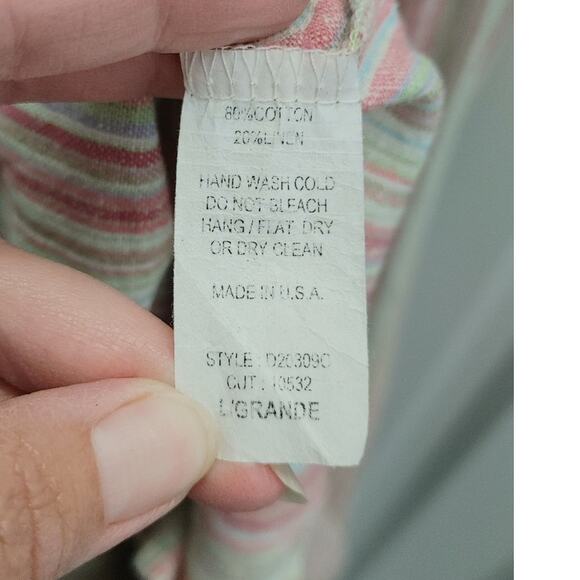 80%COTTON
20%LINEN
HAND WASH COLD
DO NOT BLEACH
HANG / FLAT DRY
OR DRY CLEAN
MADE IN U.S.A.
STYLE : D20309C
CUT : 10532
L/GRANDE